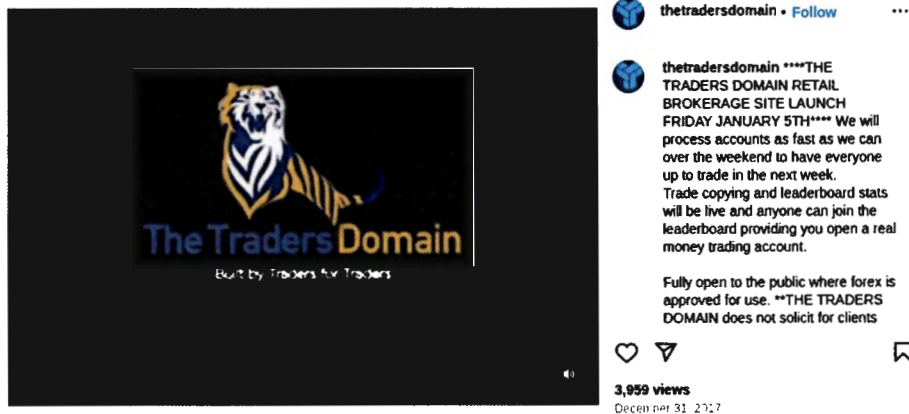 The Traders Domain
Built by Traders for Traders
thetradersdomain • Follow
thetradersdomain ****THE
TRADERS DOMAIN RETAIL
BROKERAGE SITE LAUNCH
FRIDAY JANUARY 5TH**** We will
process accounts as fast as we can
over the weekend to have everyone
up to trade in the next week.
Trade copying and leaderboard stats
will be live and anyone can join the
leaderboard providing you open a real
money trading account.
Fully open to the public where forex is
approved for use. **THE TRADERS
DOMAIN does not solicit for clients
3,959 views
December 31, 2017